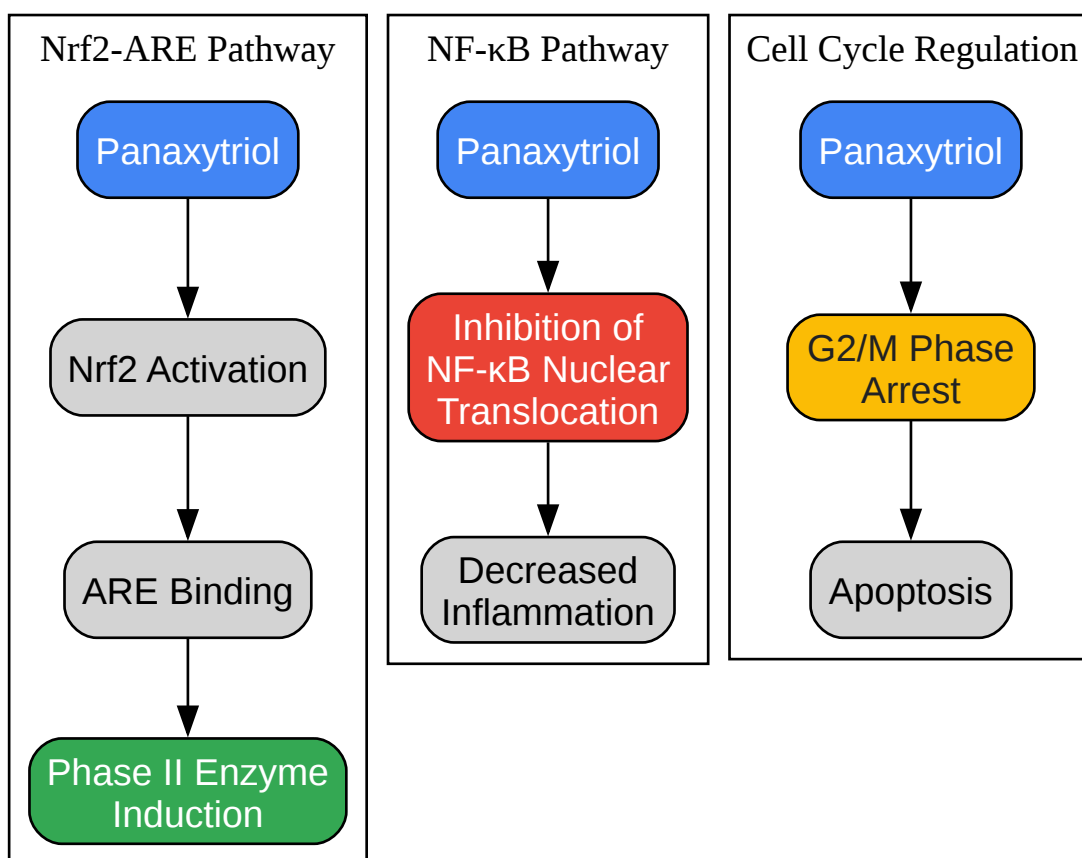 Nrf2-ARE Pathway
Panaxytriol
Nrf2 Activation
ARE Binding
Phase II Enzyme
Induction
NF-κB Pathway
Panaxytriol
Inhibition of
NF-κB Nuclear
Translocation
Decreased
Inflammation
Cell Cycle Regulation
Panaxytriol
G2/M Phase
Arrest
Apoptosis